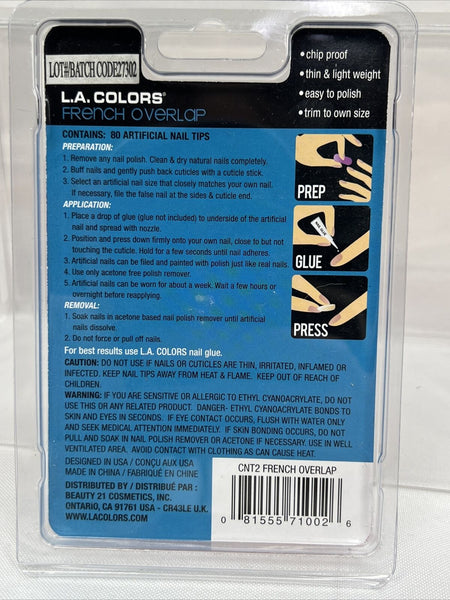 LOT#/BATCH CODE27302
• chip proof
• thin & light weight
• easy to polish
• trim to own size
L.A. COLORS®
FRENCH OVERLAP
CONTAINS: 80 ARTIFICIAL NAIL TIPS
PREPARATION:
1. Remove any nail polish. Clean & dry natural nails completely.
2. Buff nails and gently push back cuticles with a cuticle stick.
3. Select an artificial nail size that closely matches your own nail.
If necessary, file the false nail at the sides & cuticle end.
APPLICATION:
1. Place a drop of glue (glue not included) to underside of the artificial
nail and spread with nozzle.
2. Position and press down firmly onto your own nail, close to but not
touching the cuticle. Hold for a few seconds until nail adheres.
3. Artificial nails can be filed and painted with polish just like real nails.
4. Use only acetone free polish remover.
5. Artificial nails can be worn for about a week. Wait a few hours or
overnight before reapplying.
REMOVAL:
1. Soak nails in acetone based nail polish remover until artificial
nails dissolve.
2. Do not force or pull off nails.
PREP
GLUE
PRESS
For best results use L.A. COLORS nail glue.
CAUTION: DO NOT USE IF NAILS OR CUTICLES ARE THIN, IRRITATED, INFLAMED OR
INFECTED. KEEP NAIL TIPS AWAY FROM HEAT & FLAME. KEEP OUT OF REACH OF
CHILDREN.
WARNING: IF YOU ARE SENSITIVE OR ALLERGIC TO ETHYL CYANOACRYLATE, DO NOT
USE THIS OR ANY RELATED PRODUCT. DANGER- ETHYL CYANOACRYLATE BONDS TO
SKIN AND EYES IN SECONDS. IF EYE CONTACT OCCURS, FLUSH WITH WATER ONLY
AND SEEK MEDICAL ATTENTION IMMEDIATELY. IF SKIN BONDING OCCURS, DO NOT
PULL AND SOAK IN NAIL POLISH REMOVER OR ACETONE IF NECESSARY. USE IN WELL
VENTILATED AREA. AVOID CONTACT WITH CLOTHING AS CAN CAUSE HEAT.
DESIGNED IN USA / CONÇU AUX USA
MADE IN CHINA / FABRIQUÉ EN CHINE
DISTRIBUTED BY / DISTRIBUÉ PAR :
BEAUTY 21 COSMETICS, INC.
ONTARIO, CA 91761 USA - CR43LE U.K.
WWW.LACOLORS.COM
CNT2 FRENCH OVERLAP
0 81555 71002 6